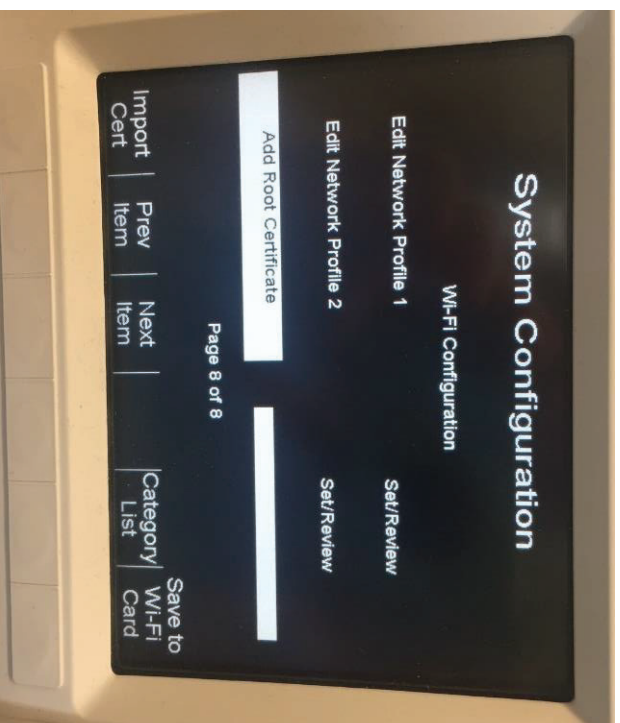 System Configuration
Wi-Fi Configuration
Edit Network Profile 1 Set/Review
Edit Network Profile 2 Set/Review
Add Root Certificate
Page 8 of 8
Save to
Import | Prev | Next | |Category| Wi-Fi
Cert Item Item List Card